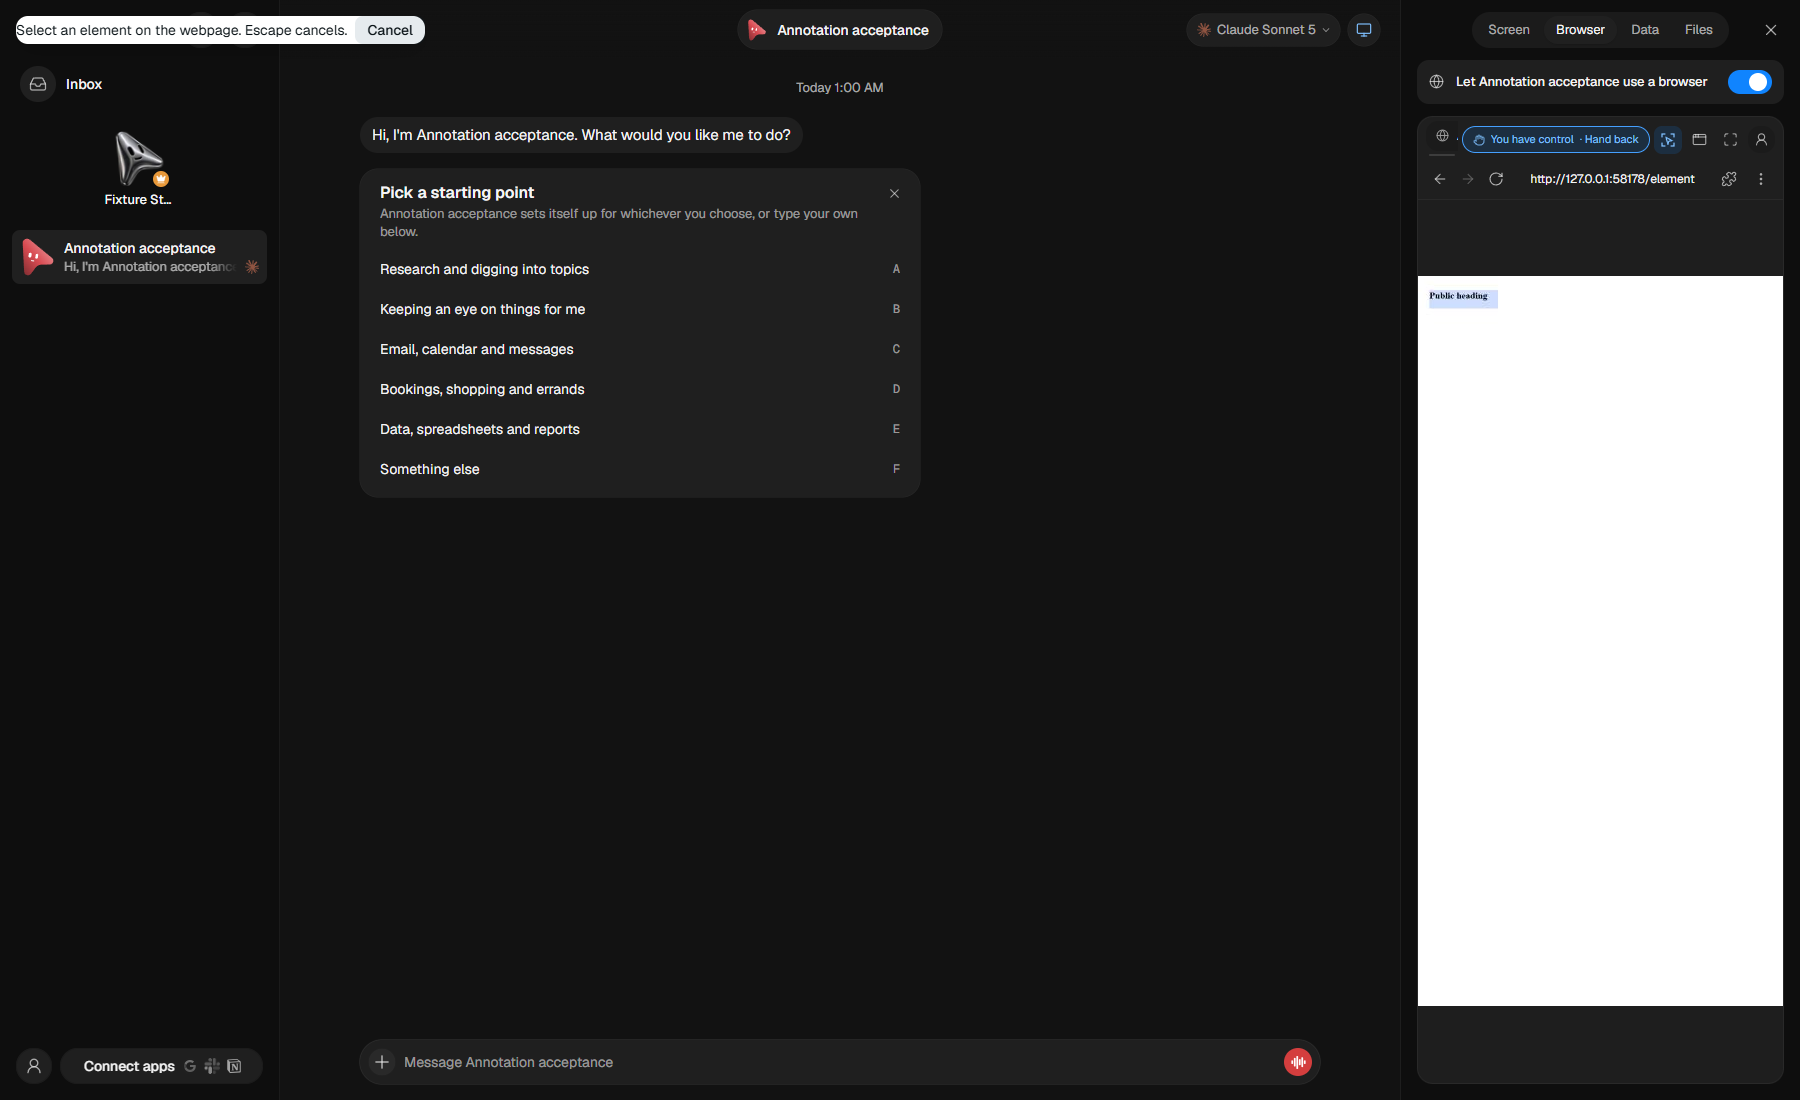 Select an element on the webpage. Escape cancels.
Cancel
Inbox
Fixture St...
Annotation acceptance
Hi, I'm Annotation acceptance
Connect apps
Annotation acceptance
Claude Sonnet 5
Today 1:00 AM
Hi, I'm Annotation acceptance. What would you like me to do?
Pick a starting point
Annotation acceptance sets itself up for whichever you choose, or type your own
below.
Research and digging into topics A
Keeping an eye on things for me B
Email, calendar and messages C
Bookings, shopping and errands D
Data, spreadsheets and reports E
Something else F
Message Annotation acceptance
Screen Browser Data Files
Let Annotation acceptance use a browser
You have control · Hand back
http://127.0.0.1:58178/element
Public heading